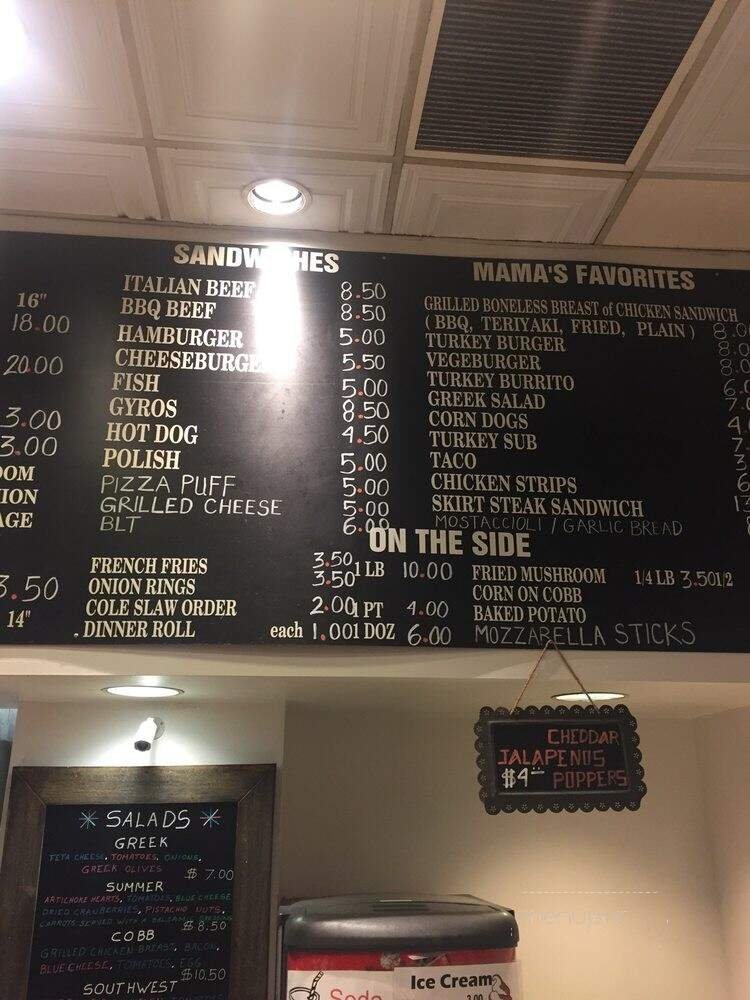 16"
18.00
20.00
3.00
3.00
3.50
14"
SANDWICHES
ITALIAN BEEF 8.50
BBQ BEEF 8.50
HAMBURGER 5.00
CHEESEBURGER 5.50
FISH 5.00
GYROS 8.50
HOT DOG 4.50
POLISH 5.00
PIZZA PUFF 5.00
GRILLED CHEESE 5.00
BLT 6.00
MAMA'S FAVORITES
GRILLED BONELESS BREAST of CHICKEN SANDWICH
( BBQ, TERIYAKI, FRIED, PLAIN )
TURKEY BURGER
VEGEBURGER
TURKEY BURRITO
GREEK SALAD
CORN DOGS
TURKEY SUB
TACO
CHICKEN STRIPS
SKIRT STEAK SANDWICH
MOSTACCIOLI / GARLIC BREAD
ON THE SIDE
FRENCH FRIES 3.50
ONION RINGS 3.50 1 LB 10.00
COLE SLAW ORDER 2.00 1 PT 4.00
DINNER ROLL each 1.00 1 DOZ 6.00
FRIED MUSHROOM 1/4 LB 3.50 1/2
CORN ON COBB
BAKED POTATO
MOZZARELLA STICKS
CHEDDAR
JALAPENOS
$4 POPPERS
* SALADS *
GREEK
FETA CHEESE, TOMATOES, ONIONS,
GREEK OLIVES $ 7.00
SUMMER
ARTICHOKE HEARTS, TOMATOES, BLUE CHEESE
DRIED CRANBERRIES, PISTACHIO NUTS,
CARROTS SERVED WITH A BALSAMIC DRESSING
$8.50
COBB
GRILLED CHICKEN BREAST, BACON,
BLUE CHEESE, TOMATOES, EGG
$10.50
SOUTHWEST
Soda
Ice Cream